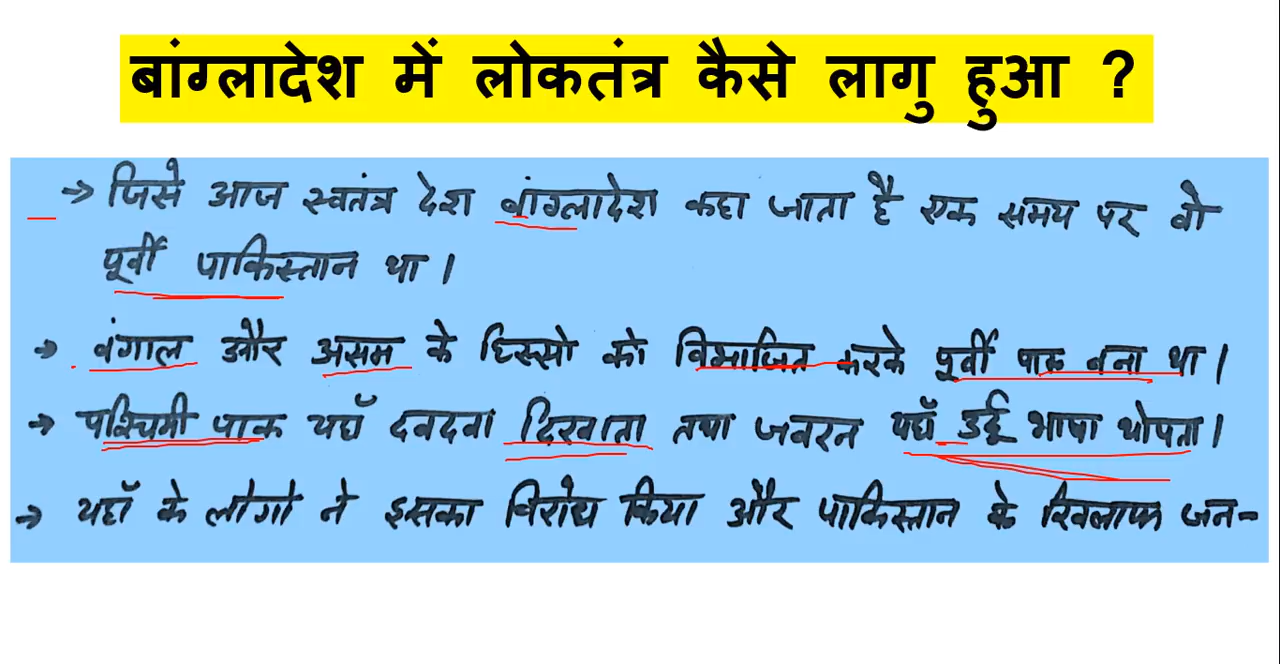 बांग्लादेश में लोकतंत्र कैसे लागु हुआ ?
→ जिसे आज स्वतंत्र देश बांग्लादेश कहा जाता है एक समय पर वो
पूर्वी पाकिस्तान था।
→ बंगाल और असम के हिस्सो को विभाजित करके पूर्वी पाक बना था।
→ पश्चिमी पाक यहाँ दबदबा दिखाता तथा जबरन यहाँ उर्दू भाषा थोपता।
→ यहाँ के लोगो ने इसका विरोध किया और पाकिस्तान के खिलाफ जन-